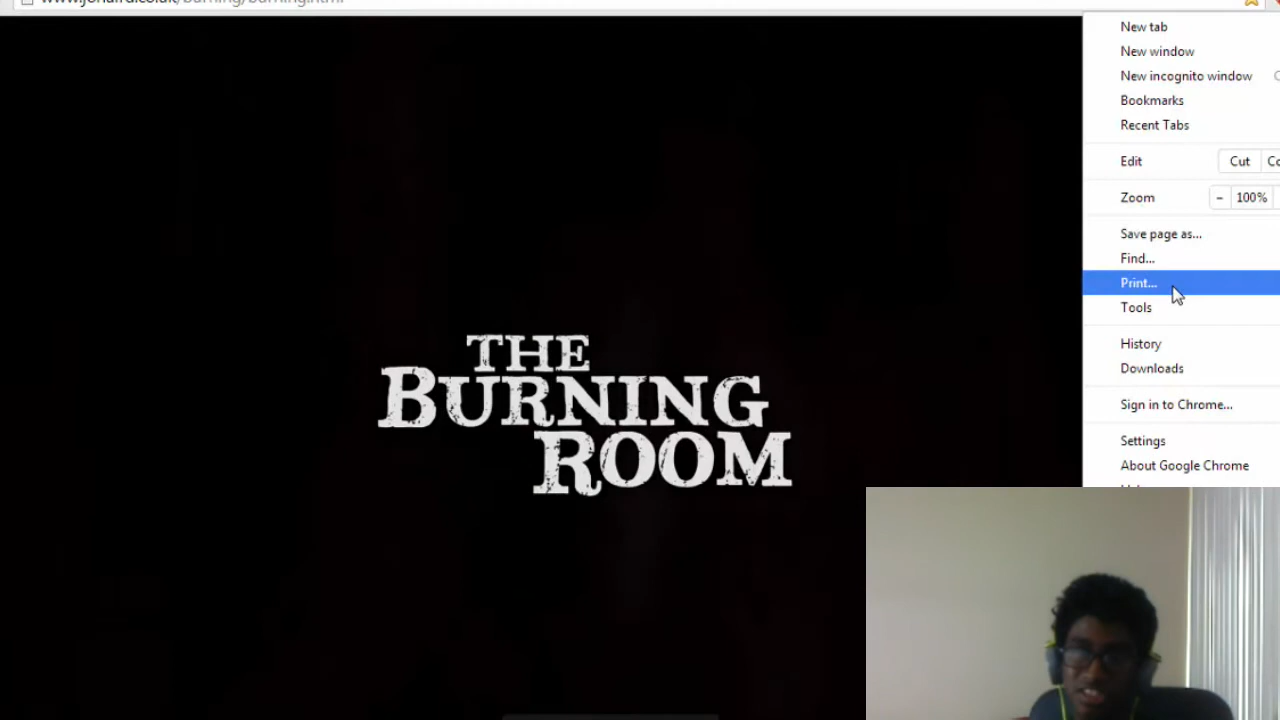 New tab
New window
New incognito window
Bookmarks
Recent Tabs
Edit
Cut
Zoom
-
100%
Save page as...
Find...
Print...
Tools
History
Downloads
Sign in to Chrome...
Settings
About Google Chrome
THE
BURNING
ROOM